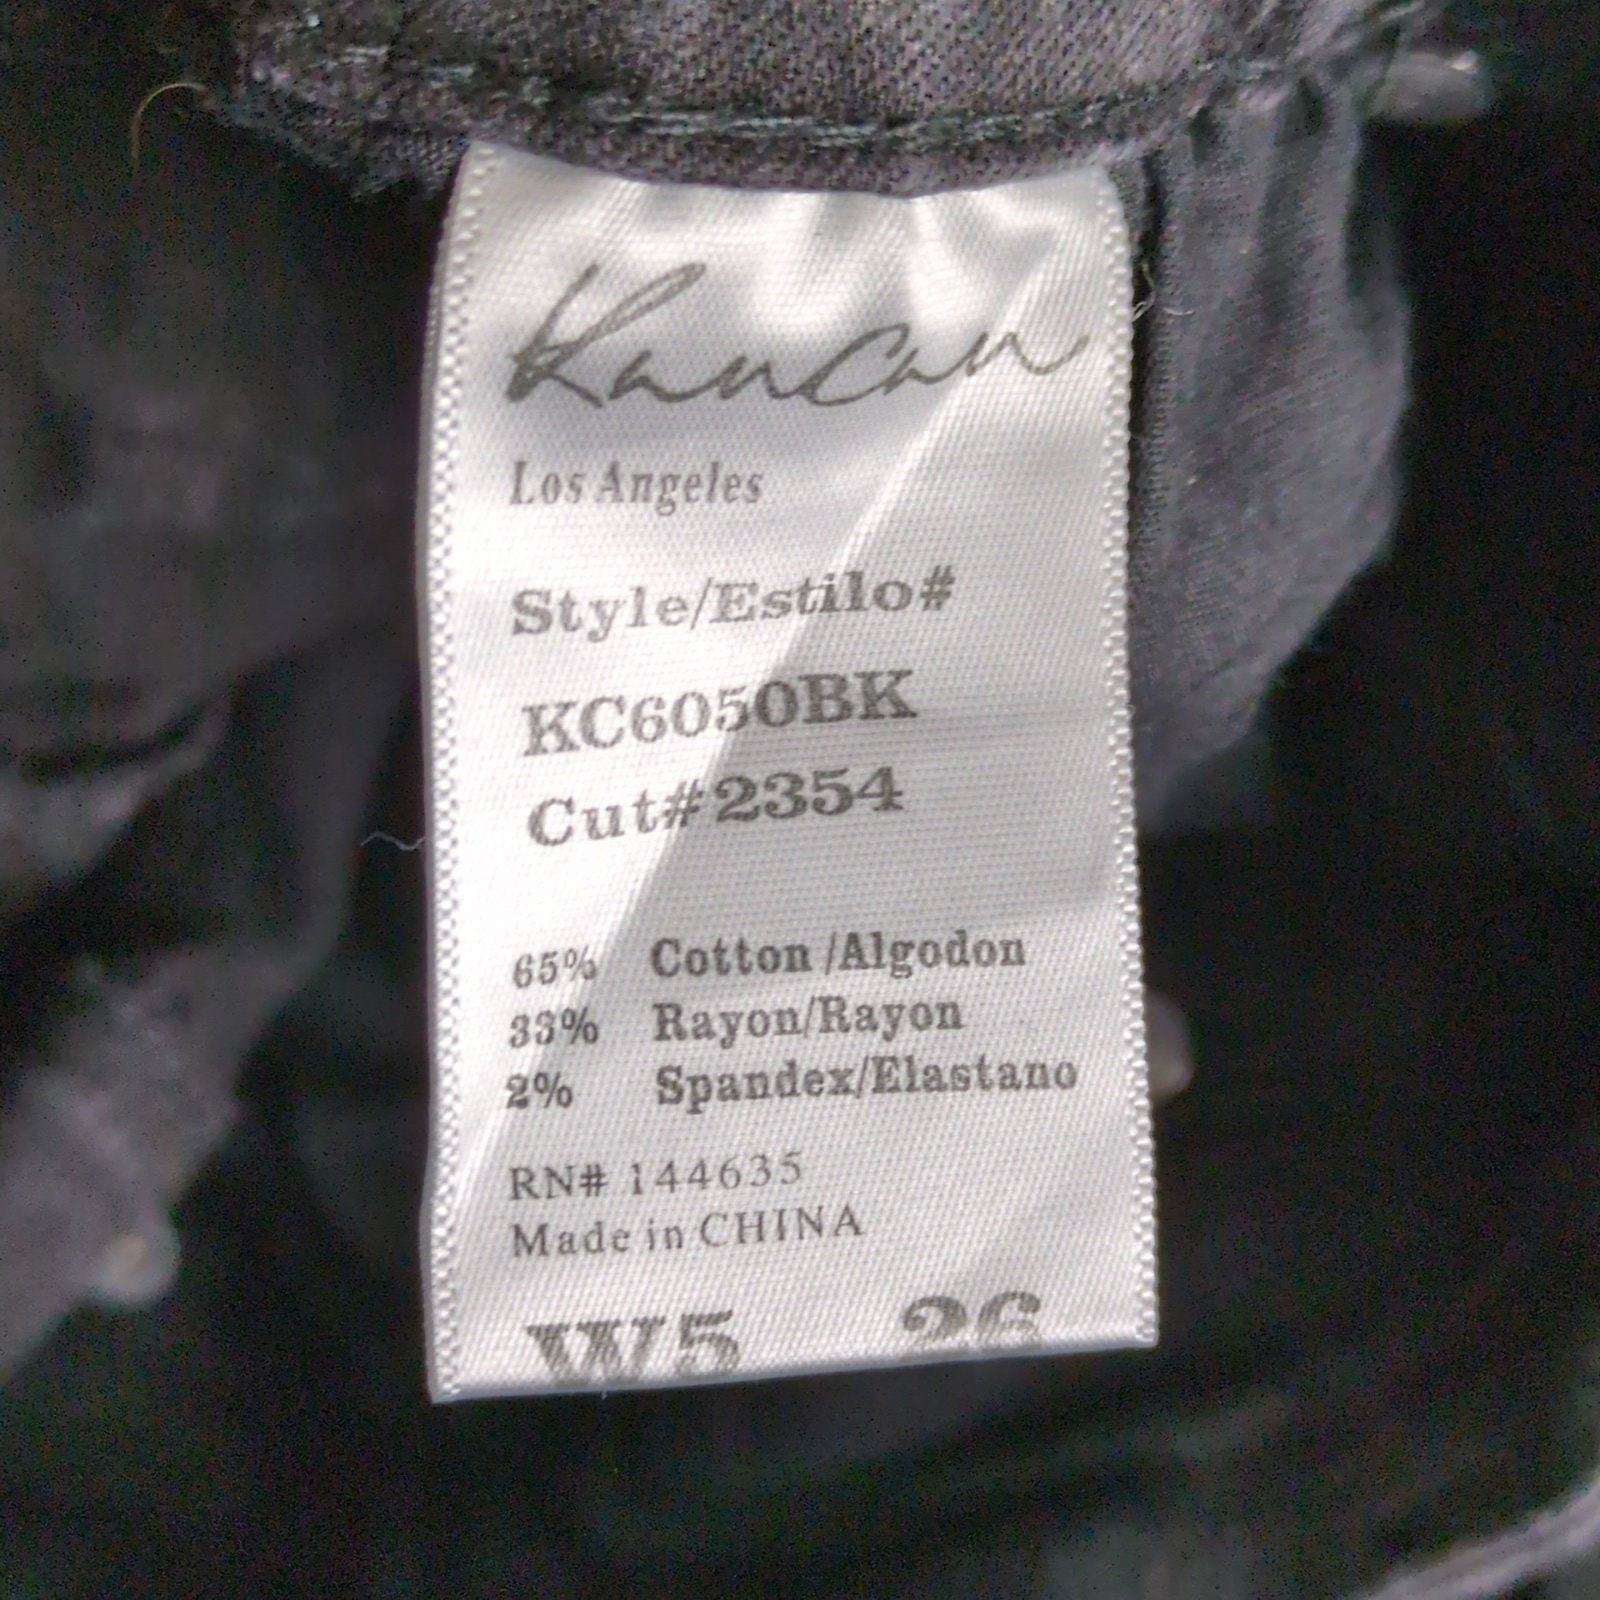 Kancan
Los Angeles
Style/Estilo#
KC6050BK
Cut#2354
65% Cotton /Algodon
33% Rayon/Rayon
2% Spandex/Elastano
RN# 144635
Made in CHINA
W5 26